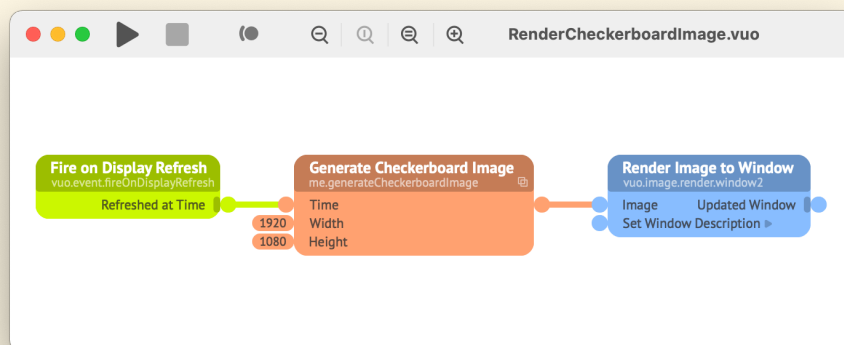 RenderCheckerboardImage.vuo
Fire on Display Refresh
vuo.event.fireOnDisplayRefresh
Refreshed at Time
Generate Checkerboard Image
me.generateCheckerboardImage
Time
1920 Width
1080 Height
Render Image to Window
vuo.image.render.window2
Image Updated Window
Set Window Description